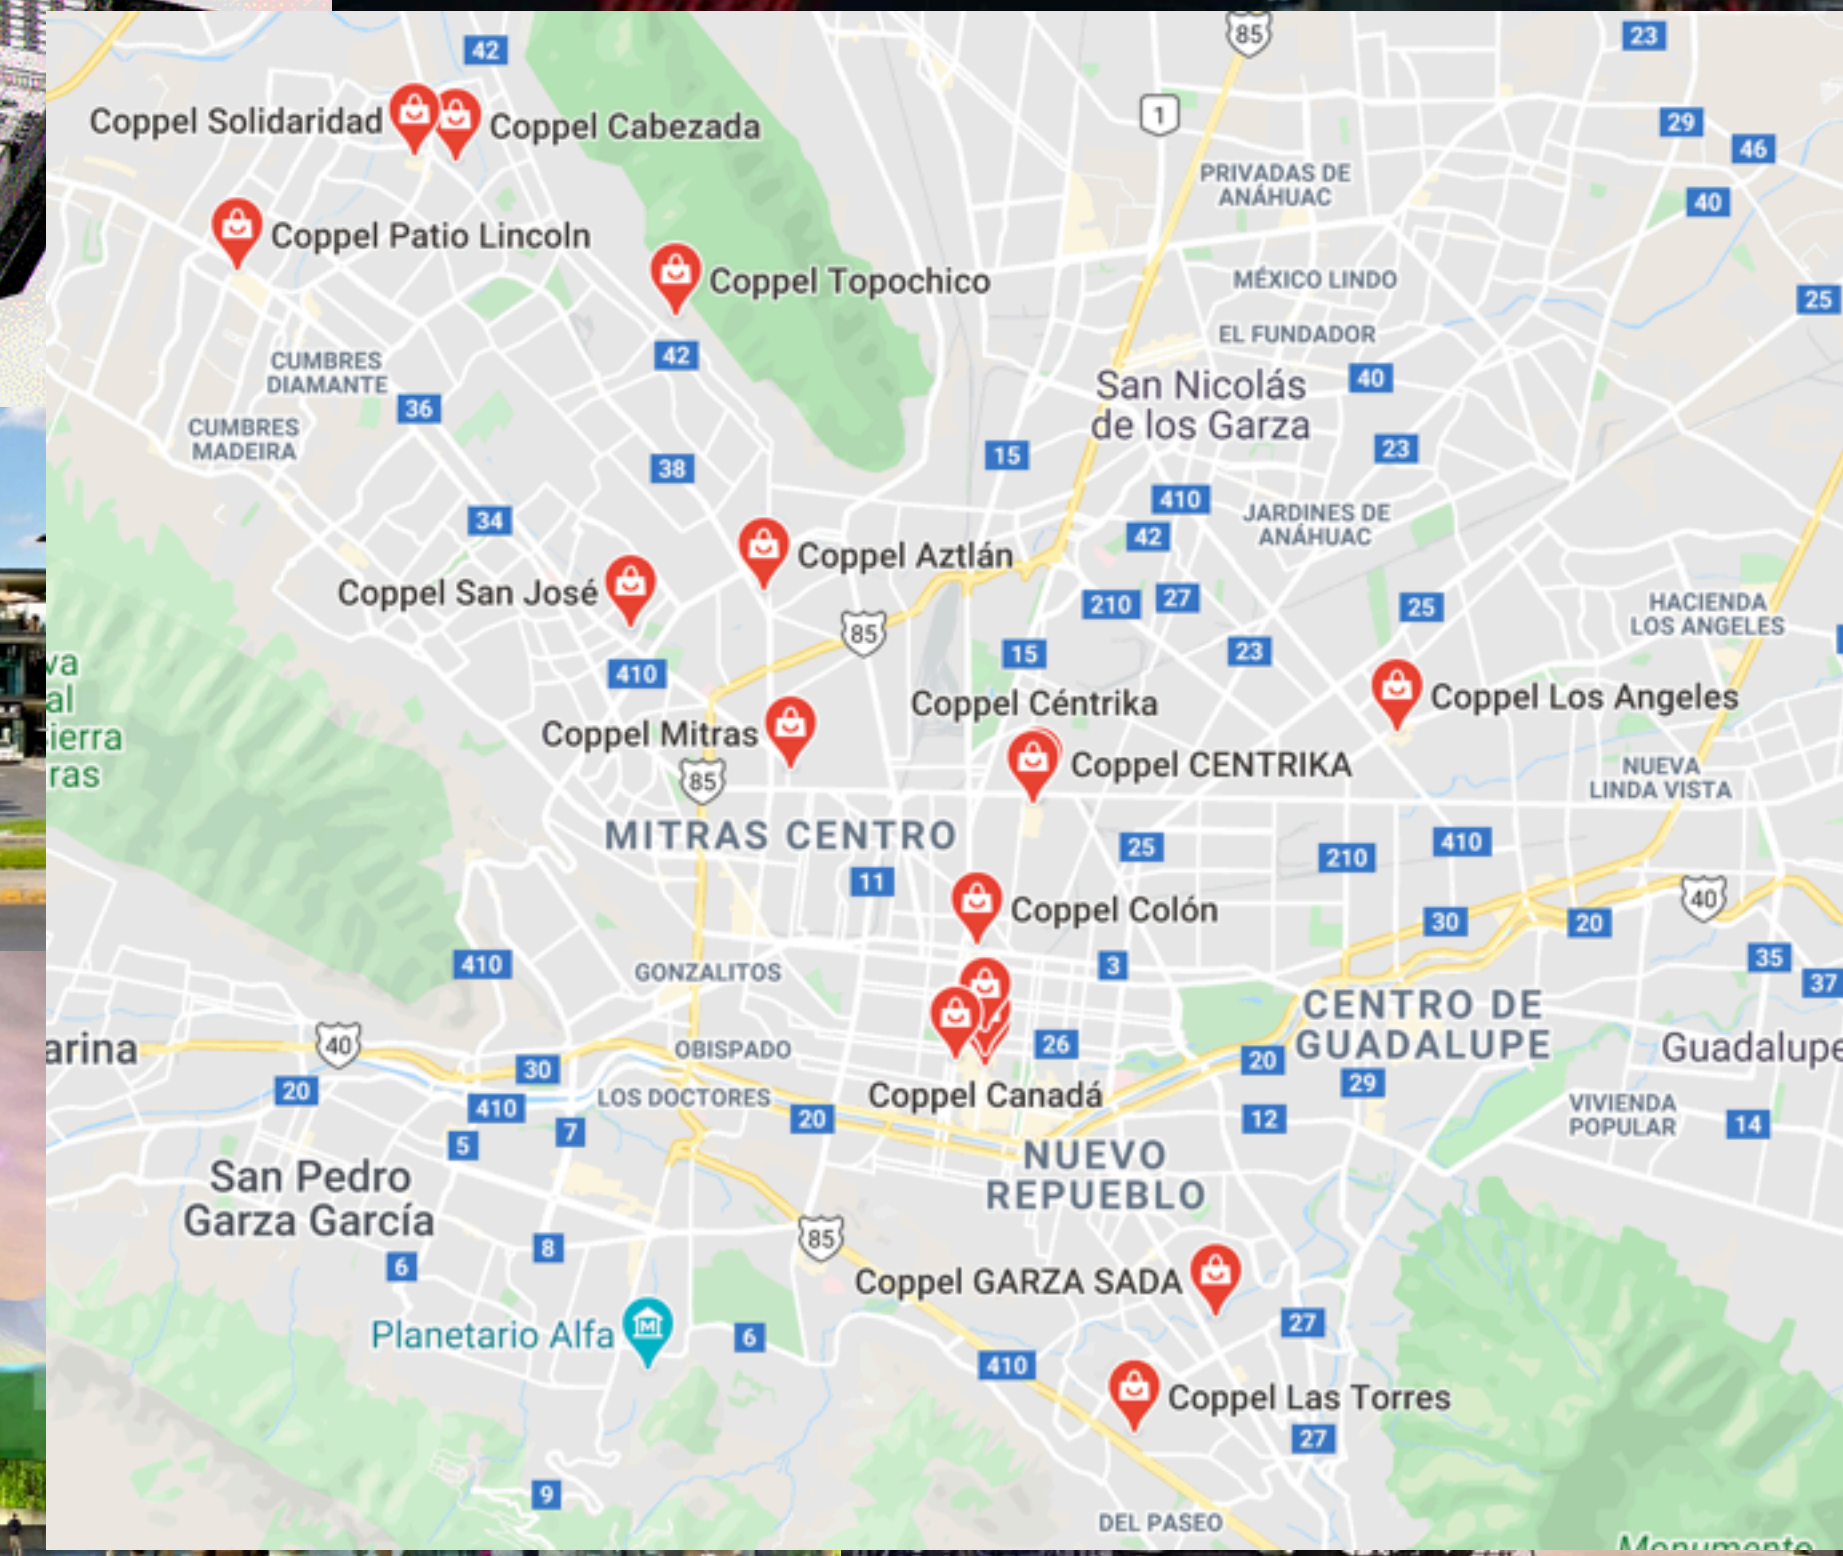 85
42
23
Coppel Solidaridad
Coppel Cabezada
1
29
46
PRIVADAS DE
ANÁHUAC
40
Coppel Patio Lincoln
Coppel Topochico
MÉXICO LINDO
25
EL FUNDADOR
42
CUMBRES
DIAMANTE
San Nicolás
de los Garza
40
36
CUMBRES
MADEIRA
15
23
38
410
34
JARDINES DE
ANÁHUAC
42
Coppel Aztlán
Coppel San José
210
27
25
HACIENDA
LOS ANGELES
85
15
23
va
al
ierra
ras
410
Coppel Céntrika
Coppel Los Angeles
Coppel Mitras
Coppel CENTRIKA
85
NUEVA
LINDA VISTA
MITRAS CENTRO
25
210
410
11
40
Coppel Colón
30
20
410
GONZALITOS
3
35
37
CENTRO DE
GUADALUPE
arina
40
OBISPADO
26
20
Guadalupe
30
29
20
410
LOS DOCTORES
Coppel Canadá
20
12
VIVIENDA
POPULAR
14
5
7
NUEVO
REPUEBLO
San Pedro
Garza García
85
8
6
Coppel GARZA SADA
27
Planetario Alfa
M
6
410
Coppel Las Torres
27
9
DEL PASEO
Monumento